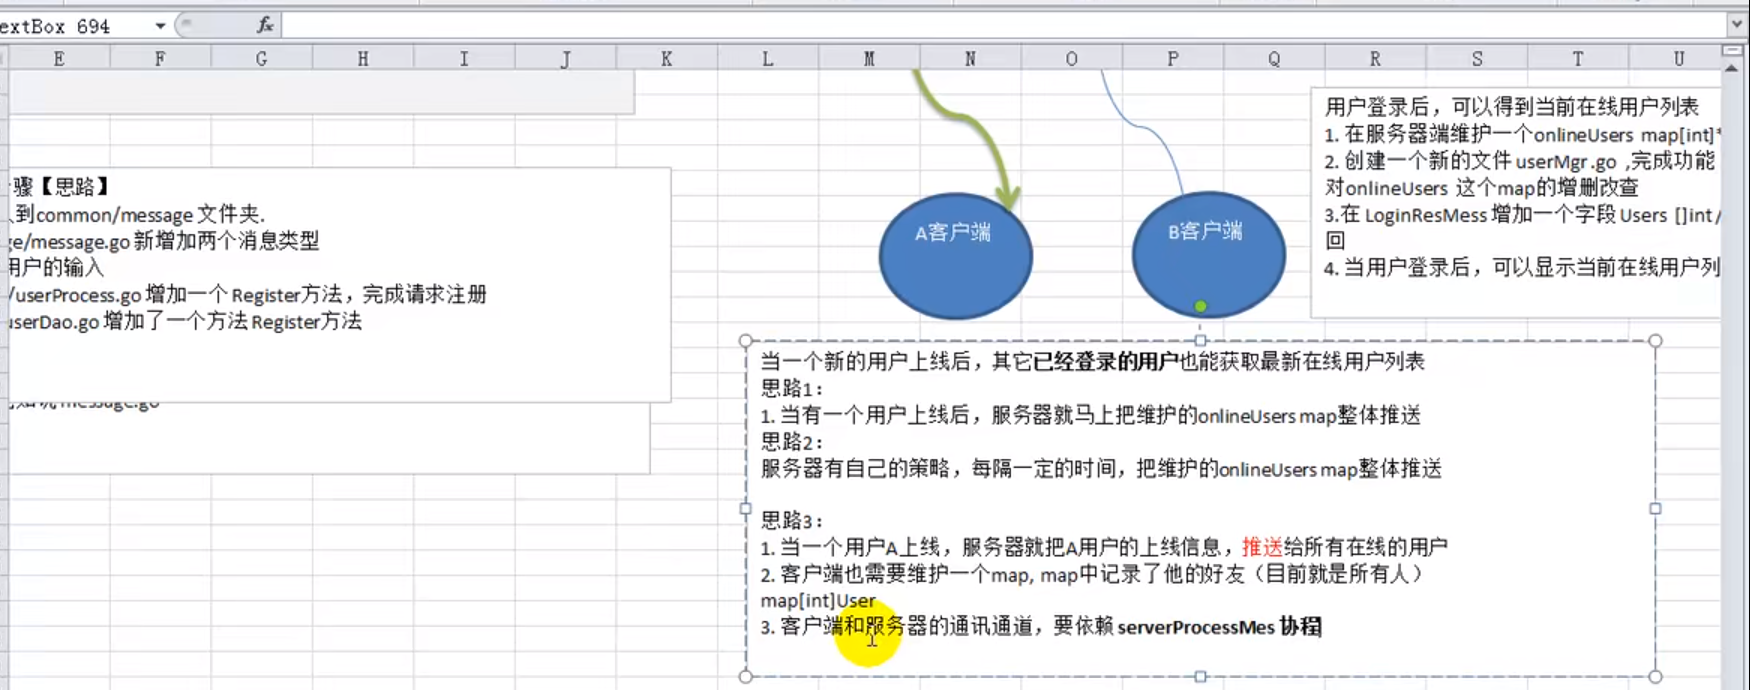 extBox 694
fx
E F G H I J K L M N O P Q R S T U
骤【思路】
到common/message 文件夹.
ge/message.go 新增加两个消息类型
用户的输入
/userProcess.go 增加一个 Register方法，完成请求注册
userDao.go 增加了一个方法 Register方法
message.go
A客户端
B客户端
用户登录后，可以得到当前在线用户列表
1. 在服务器端维护一个onlineUsers map[int]*
2. 创建一个新的文件 userMgr.go ,完成功能
对onlineUsers 这个map的增删改查
3.在 LoginResMess 增加一个字段 Users []int /
回
4. 当用户登录后，可以显示当前在线用户列
当一个新的用户上线后，其它已经登录的用户也能获取最新在线用户列表
思路1：
1. 当有一个用户上线后，服务器就马上把维护的onlineUsers map整体推送
思路2：
服务器有自己的策略，每隔一定的时间，把维护的onlineUsers map整体推送
思路3：
1. 当一个用户A上线，服务器就把A用户的上线信息，推送给所有在线的用户
2. 客户端也需要维护一个map, map中记录了他的好友（目前就是所有人）
map[int]User
3. 客户端和服务器的通讯通道，要依赖 serverProcessMes 协程